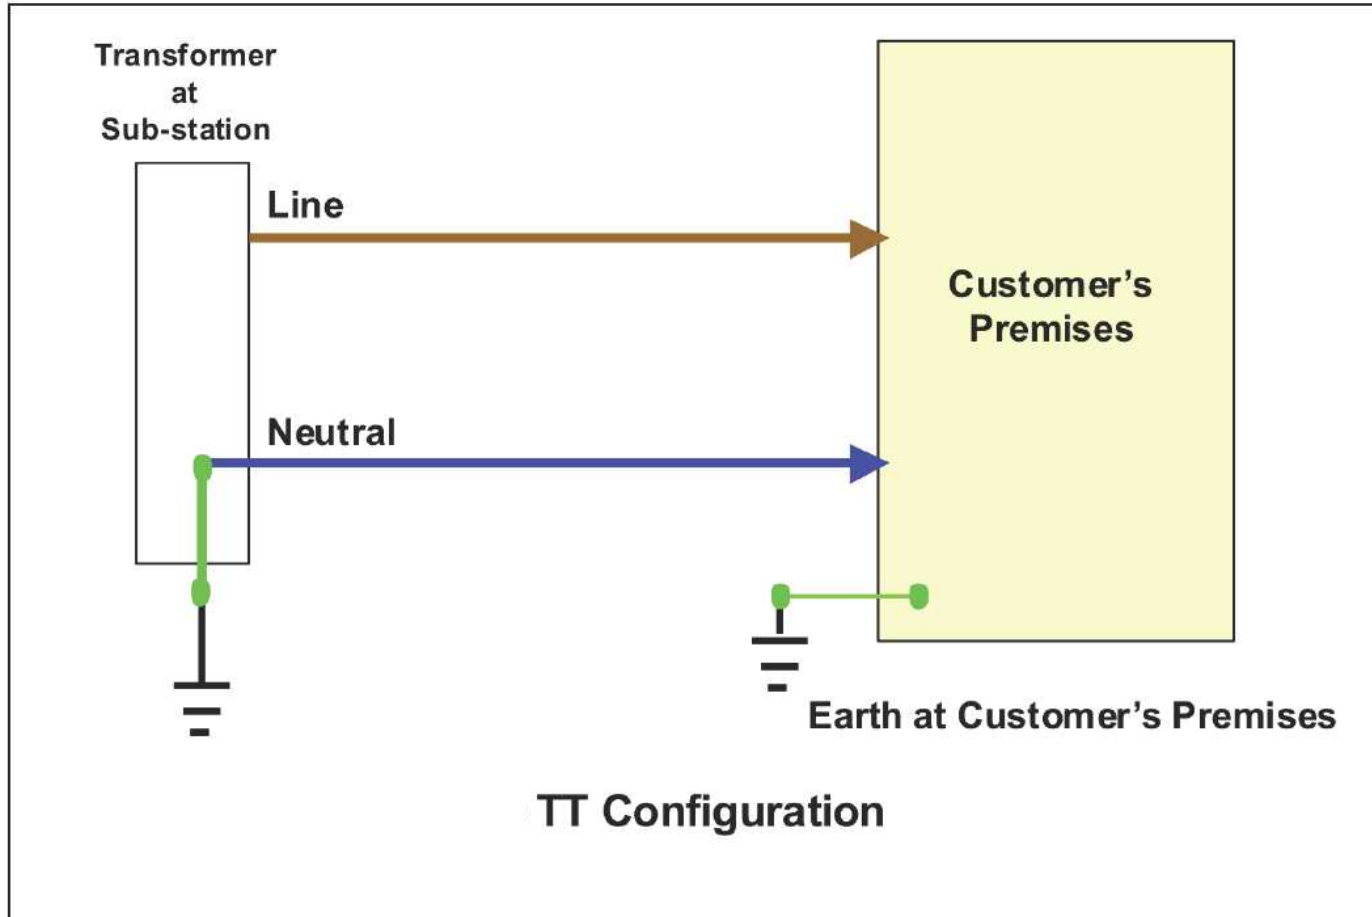 Transformer
at
Sub-station
Line
Customer's
Premises
Neutral
Earth at Customer's Premises
TT Configuration